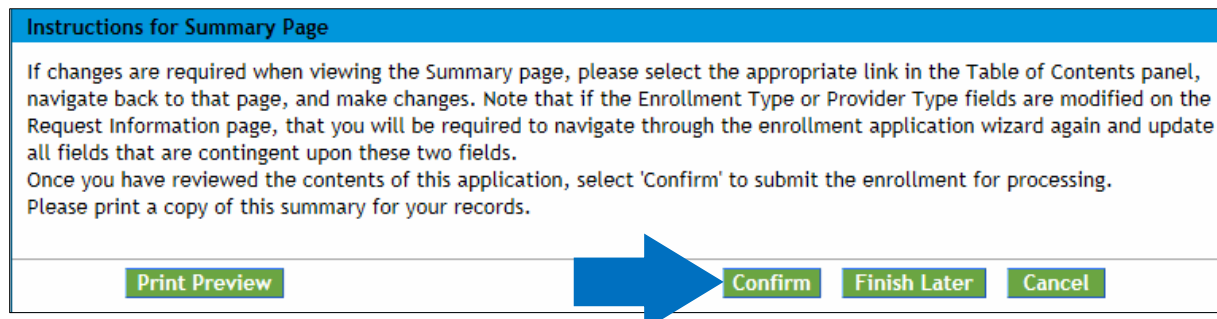 Instructions for Summary Page
If changes are required when viewing the Summary page, please select the appropriate link in the Table of Contents panel,
navigate back to that page, and make changes. Note that if the Enrollment Type or Provider Type fields are modified on the
Request Information page, that you will be required to navigate through the enrollment application wizard again and update
all fields that are contingent upon these two fields.
Once you have reviewed the contents of this application, select 'Confirm' to submit the enrollment for processing.
Please print a copy of this summary for your records.
Print Preview Confirm Finish Later Cancel